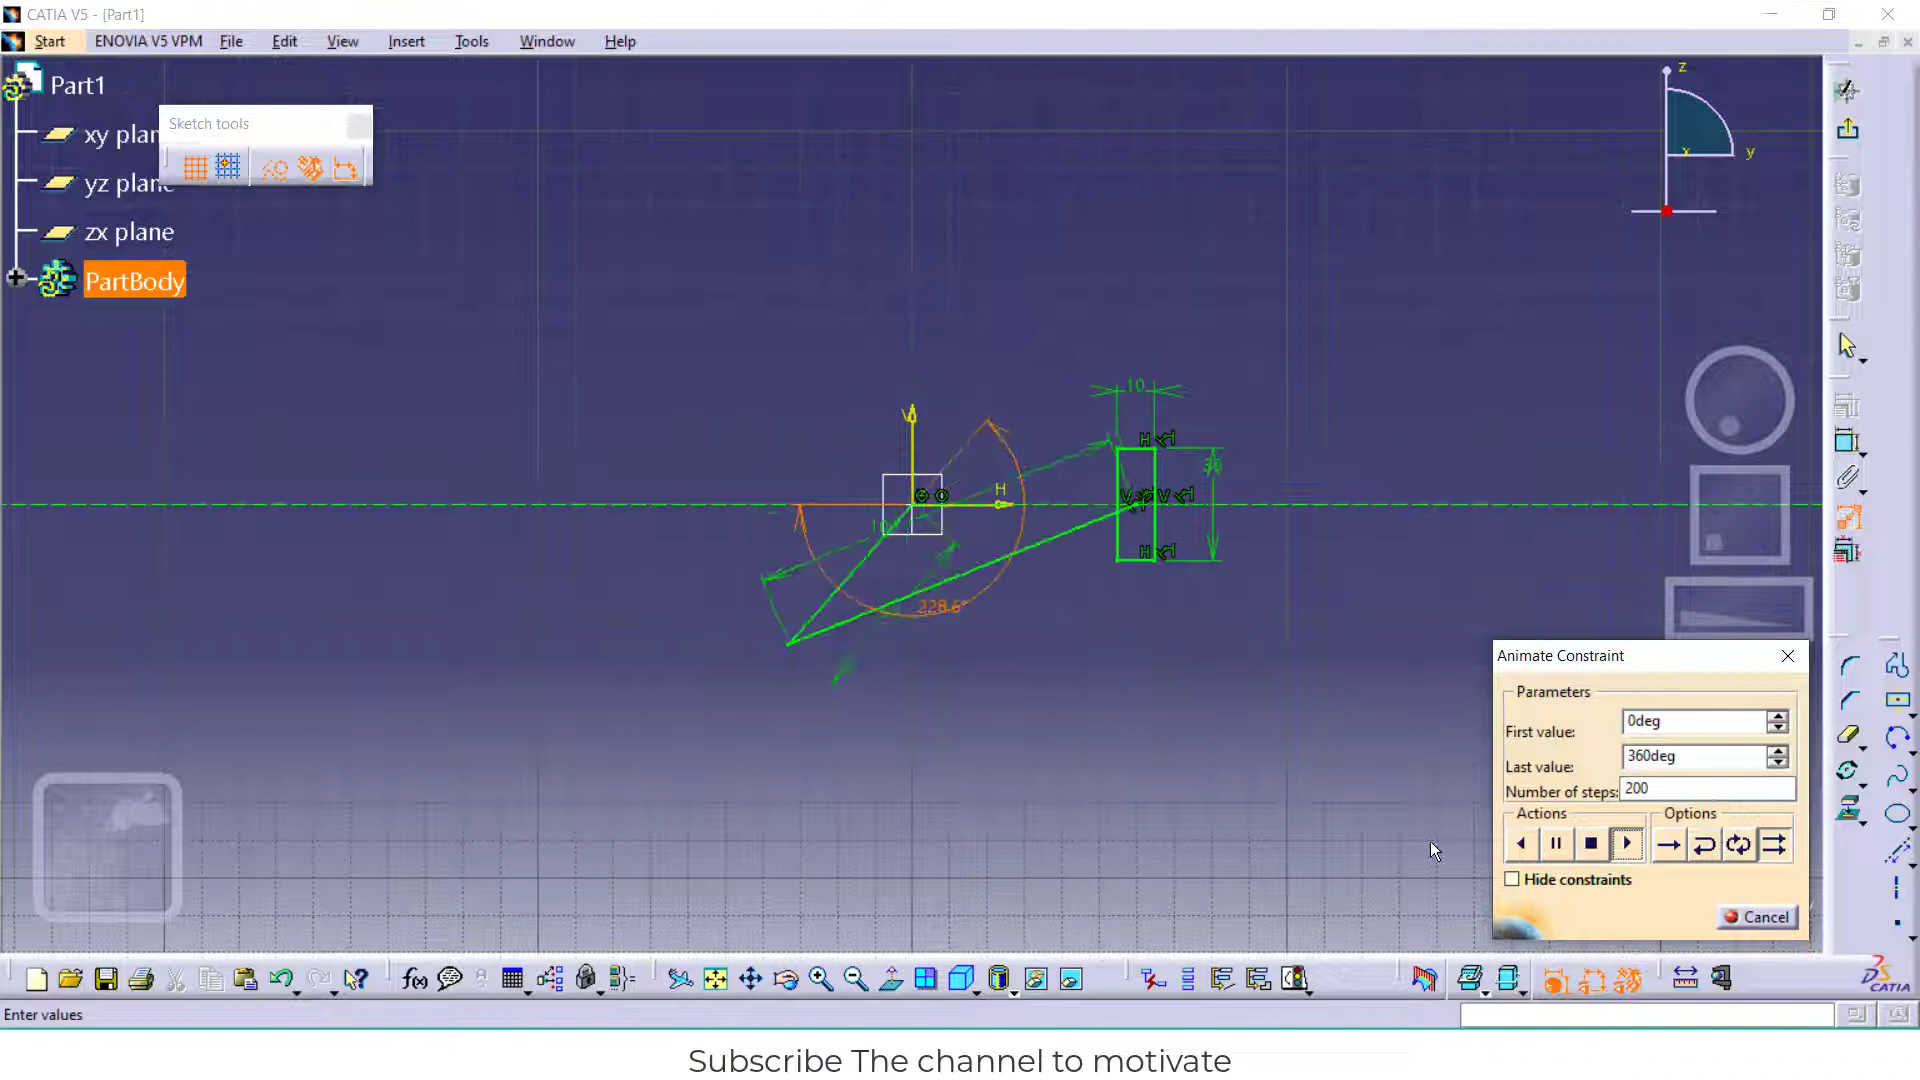 CATIA V5 - [Part1]
Start ENOVIA V5 VPM File Edit View Insert Tools Window Help
Part1
Sketch tools
xy plan
yz plane
zx plane
PartBody
z
x
y
10
H
V
H
V
V
30
H
228.6°
Animate Constraint
Parameters
First value: 0deg
Last value: 360deg
Number of steps: 200
Actions Options
Hide constraints
Cancel
f(x)
CATIA
Enter values
Subscribe The channel to motivate